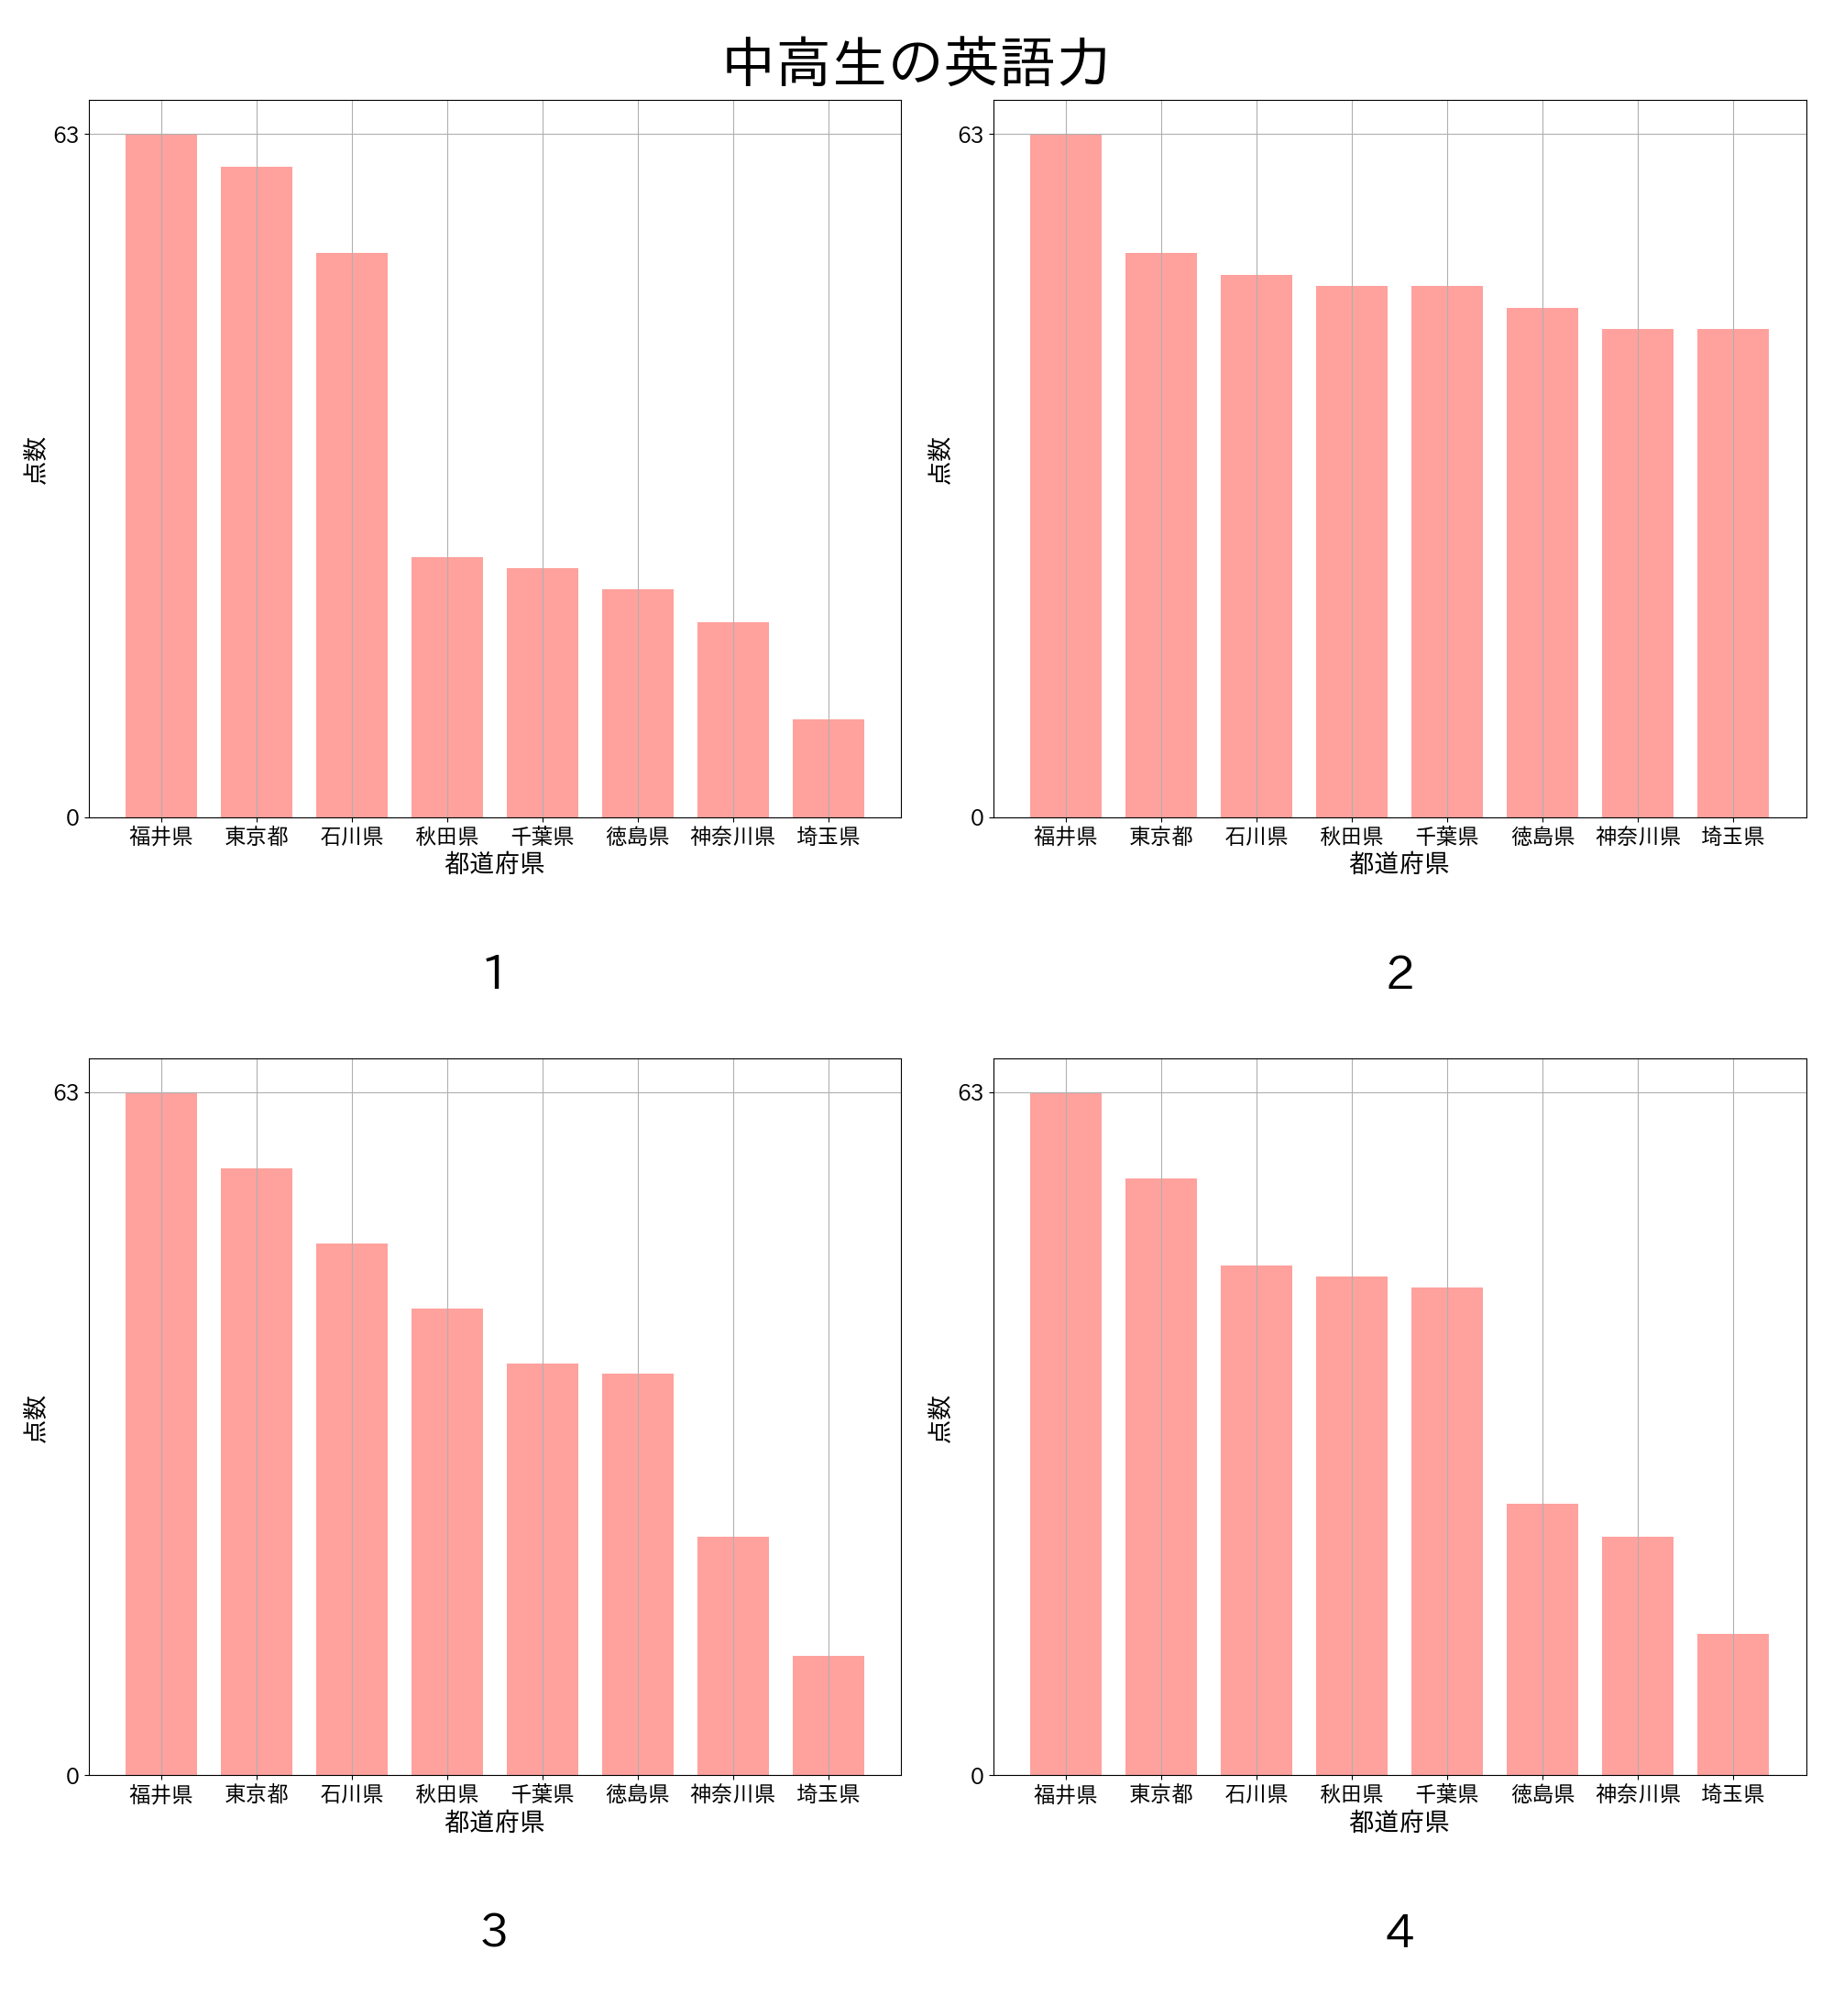 中高生の英語力
63
点数
0
福井県 東京都 石川県 秋田県 千葉県 徳島県 神奈川県 埼玉県
都道府県
1
63
点数
0
福井県 東京都 石川県 秋田県 千葉県 徳島県 神奈川県 埼玉県
都道府県
2
63
点数
0
福井県 東京都 石川県 秋田県 千葉県 徳島県 神奈川県 埼玉県
都道府県
3
63
点数
0
福井県 東京都 石川県 秋田県 千葉県 徳島県 神奈川県 埼玉県
都道府県
4